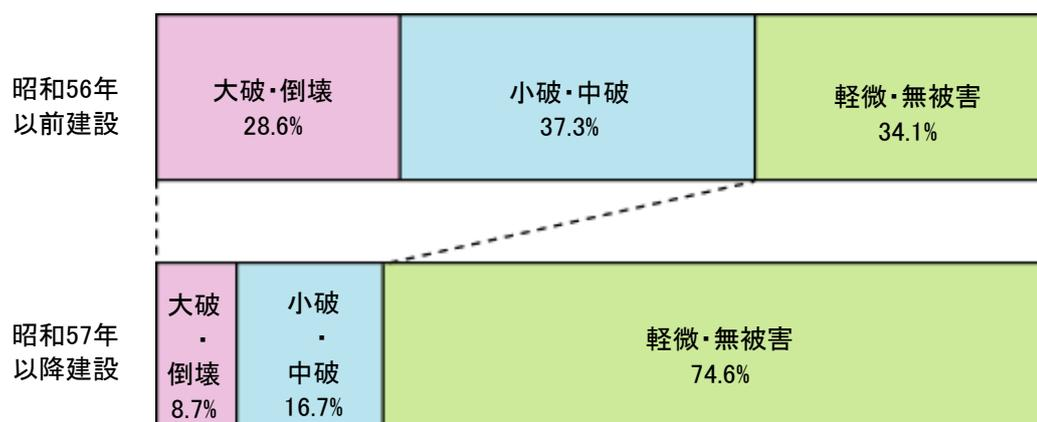 昭和56年
以前建設
大破・倒壊
28.6%
小破・中破
37.3%
軽微・無被害
34.1%
昭和57年
以降建設
大破
・
倒壊
8.7%
小破
・
中破
16.7%
軽微・無被害
74.6%